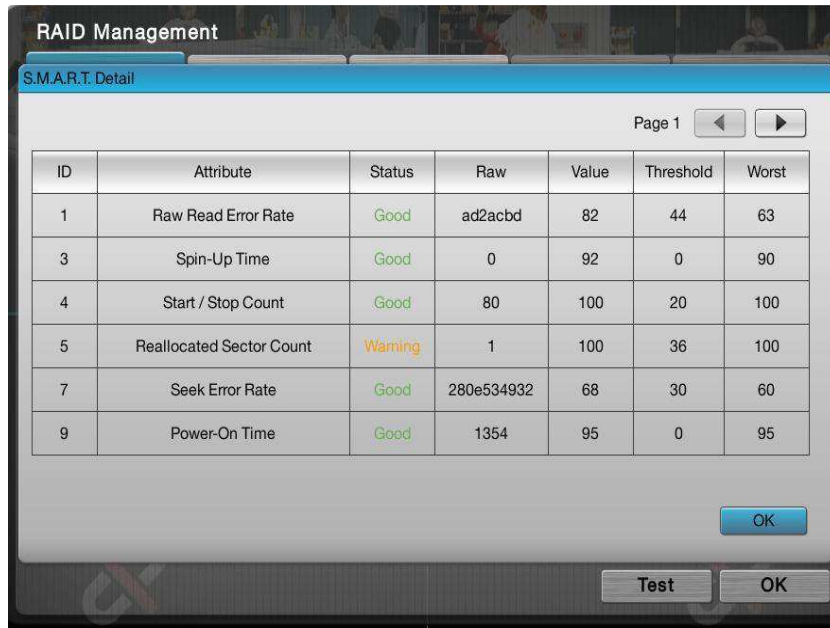 RAID Management
S.M.A.R.T. Detail
Page 1
ID Attribute Status Raw Value Threshold Worst
1 Raw Read Error Rate Good ad2acbd 82 44 63
3 Spin-Up Time Good 0 92 0 90
4 Start / Stop Count Good 80 100 20 100
5 Reallocated Sector Count Warning 1 100 36 100
7 Seek Error Rate Good 280e534932 68 30 60
9 Power-On Time Good 1354 95 0 95
OK
Test OK